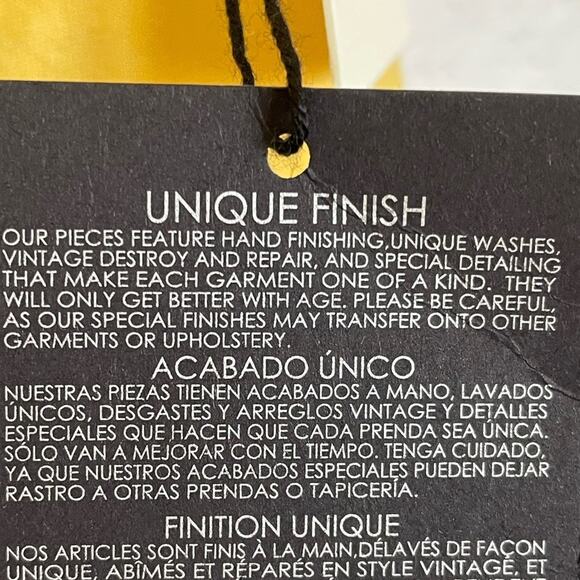 UNIQUE FINISH
OUR PIECES FEATURE HAND FINISHING,UNIQUE WASHES,
VINTAGE DESTROY AND REPAIR, AND SPECIAL DETAILING
THAT MAKE EACH GARMENT ONE OF A KIND. THEY
WILL ONLY GET BETTER WITH AGE. PLEASE BE CAREFUL,
AS OUR SPECIAL FINISHES MAY TRANSFER ONTO OTHER
GARMENTS OR UPHOLSTERY.
ACABADO ÚNICO
NUESTRAS PIEZAS TIENEN ACABADOS A MANO, LAVADOS
ÚNICOS, DESGASTES Y ARREGLOS VINTAGE Y DETALLES
ESPECIALES QUE HACEN QUE CADA PRENDA SEA ÚNICA.
SÓLO VAN A MEJORAR CON EL TIEMPO. TENGA CUIDADO,
YA QUE NUESTROS ACABADOS ESPECIALES PUEDEN DEJAR
RASTRO A OTRAS PRENDAS O TAPICERÍA.
FINITION UNIQUE
NOS ARTICLES SONT FINIS À LA MAIN,DÉLAVÉS DE FAÇON
UNIQUE, ABÎMÉS ET RÉPARÉS EN STYLE VINTAGE, ET